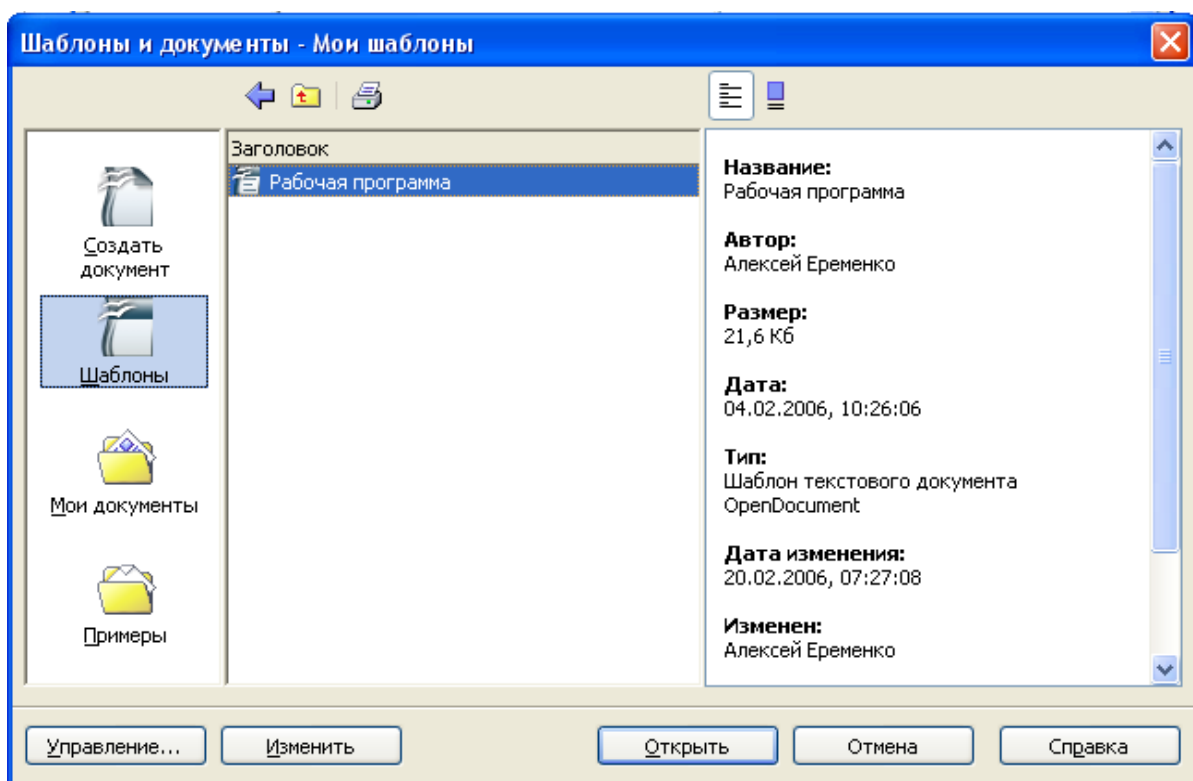 Шаблоны и документы - Мои шаблоны
Создать
документ
Шаблоны
Мои документы
Примеры
Заголовок
Рабочая программа
Название:
Рабочая программа
Автор:
Алексей Еременко
Размер:
21,6 Кб
Дата:
04.02.2006, 10:26:06
Тип:
Шаблон текстового документа
OpenDocument
Дата изменения:
20.02.2006, 07:27:08
Изменен:
Алексей Еременко
Управление...
Изменить
Открыть
Отмена
Справка